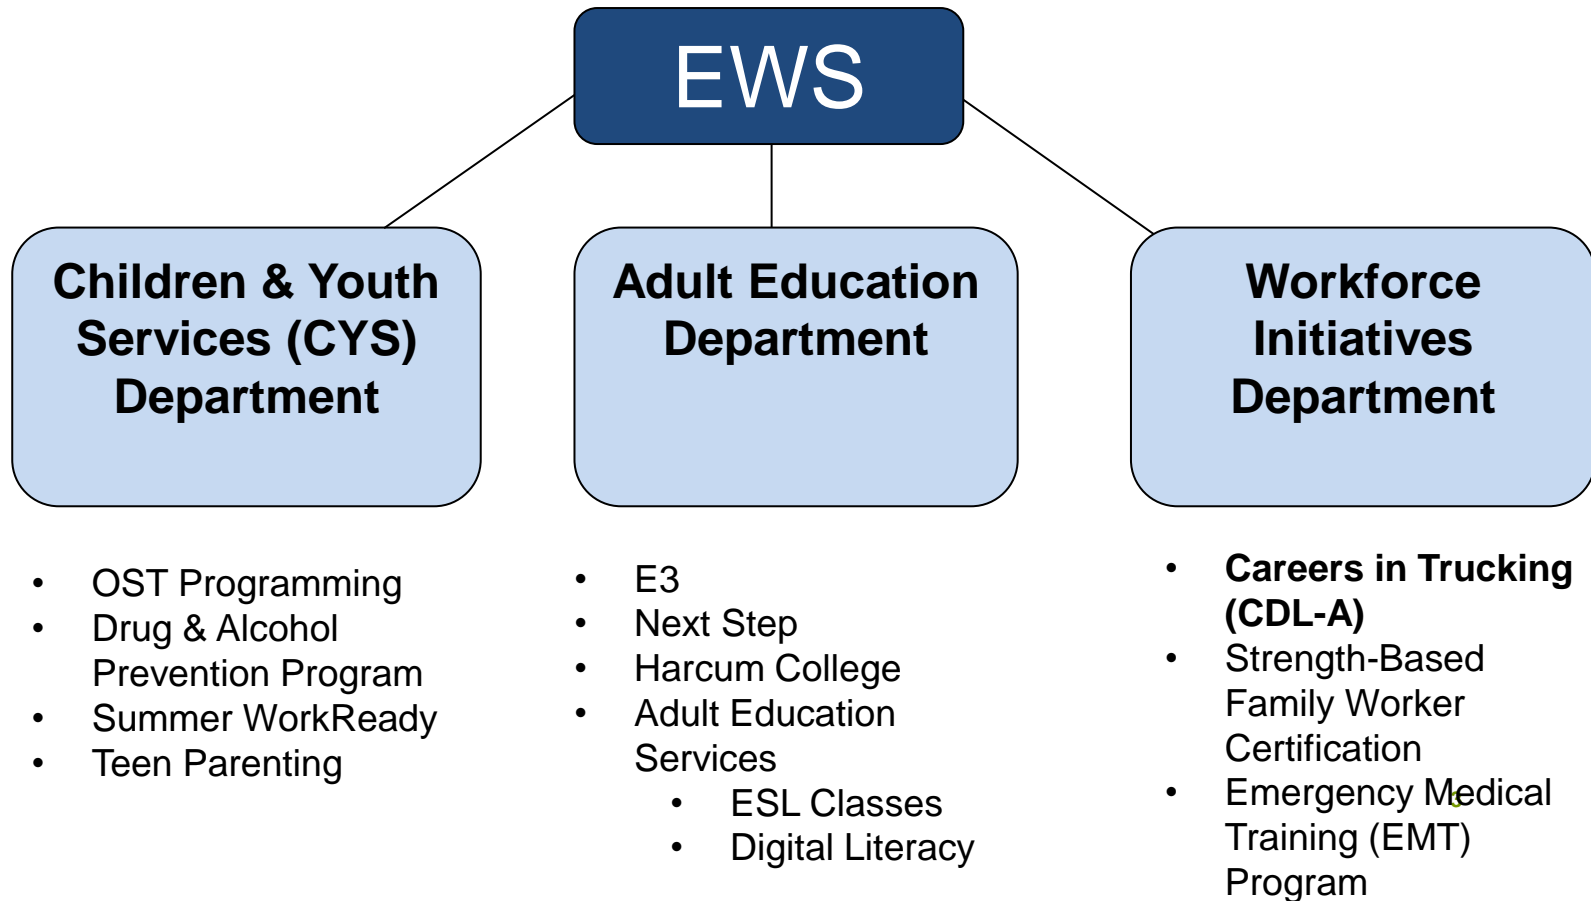 EWS
Children & Youth
Services (CYS)
Department
Adult Education
Department
Workforce
Initiatives
Department
• OST Programming
• Drug & Alcohol
Prevention Program
• Summer WorkReady
• Teen Parenting
• E3
• Next Step
• Harcum College
• Adult Education
Services
• ESL Classes
• Digital Literacy
• Careers in Trucking
(CDL-A)
• Strength-Based
Family Worker
Certification
• Emergency Medical
Training (EMT)
Program